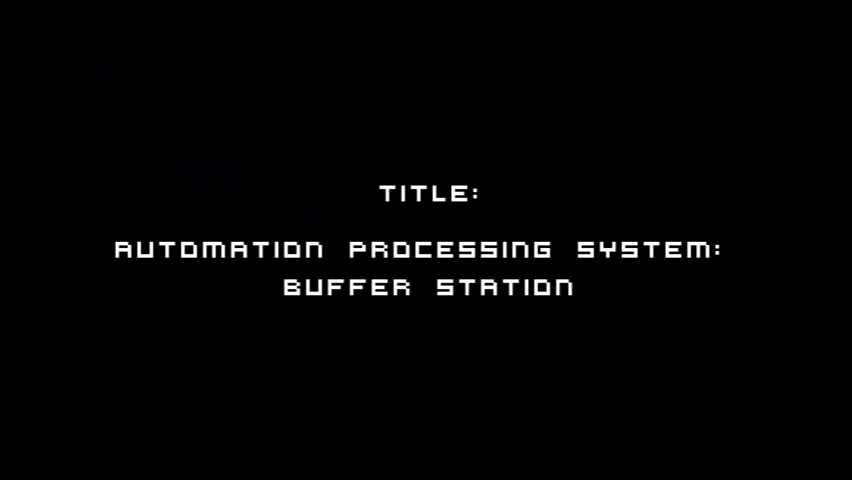 TITLE:
AUTOMATION PROCESSING SYSTEM:
BUFFER STATION